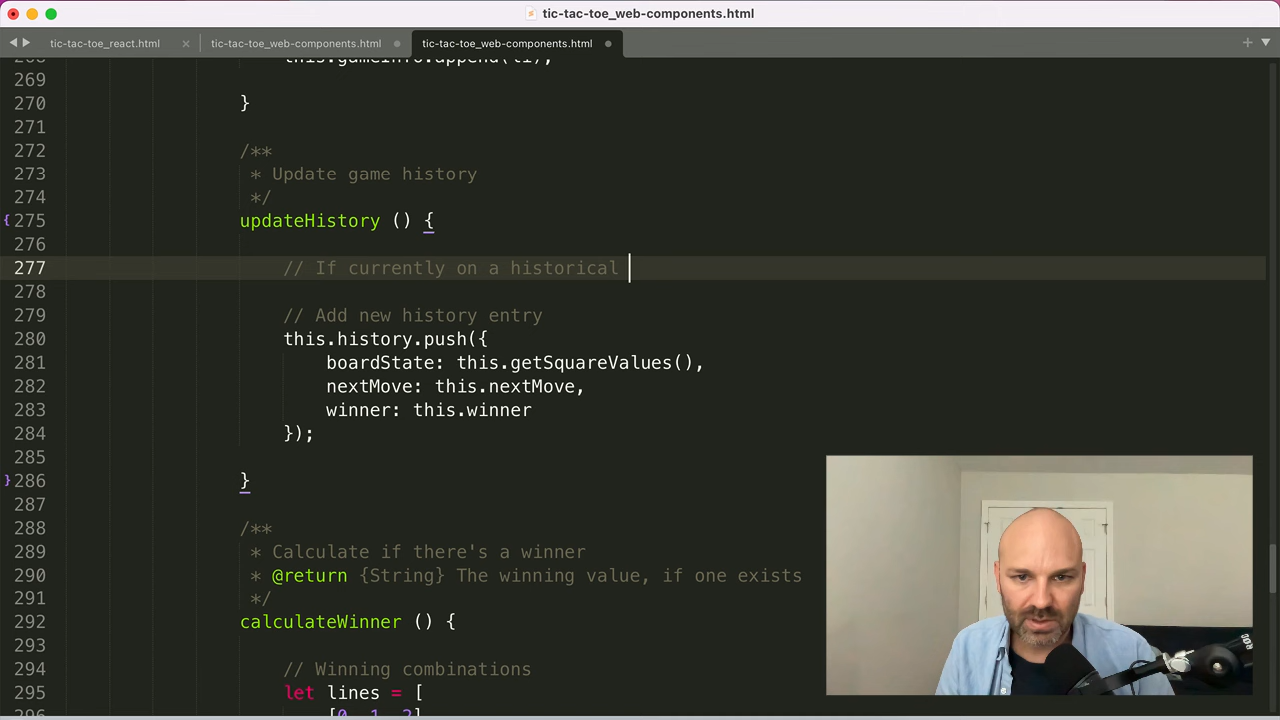 tic-tac-toe_web-components.html
tic-tac-toe_react.html × tic-tac-toe_web-components.html tic-tac-toe_web-components.html
268 this.gameInfo.append(li);
269
270 }
271
272 /**
273 * Update game history
274 */
275 updateHistory () {
276
277 // If currently on a historical
278
279 // Add new history entry
280 this.history.push({
281 boardState: this.getSquareValues(),
282 nextMove: this.nextMove,
283 winner: this.winner
284 });
285
286 }
287
288 /**
289 * Calculate if there's a winner
290 * @return {String} The winning value, if one exists
291 */
292 calculateWinner () {
293
294 // Winning combinations
295 let lines = [
296 [0, 1, 2]